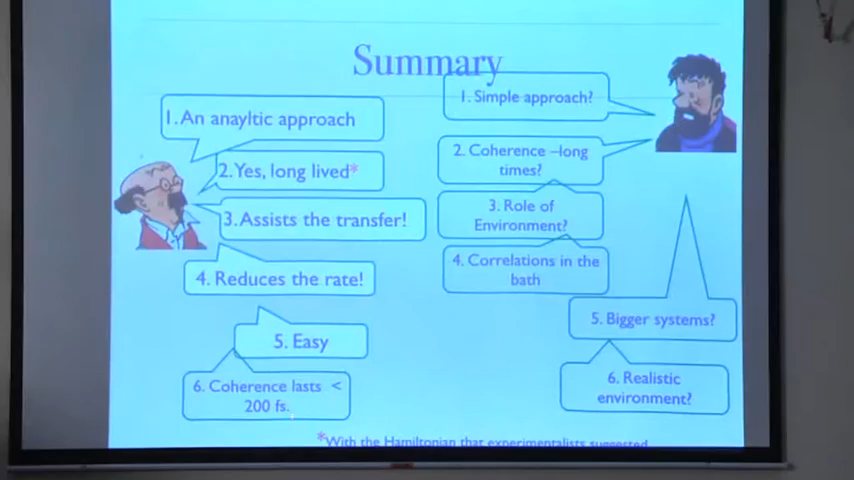 Summary
1. An anayltic approach
2. Yes, long lived*
3. Assists the transfer!
4. Reduces the rate!
5. Easy
6. Coherence lasts <
200 fs.
1. Simple approach?
2. Coherence –long
times?
3. Role of
Environment?
4. Correlations in the
bath
5. Bigger systems?
6. Realistic
environment?
*With the Hamiltonian that experimentalists suggested